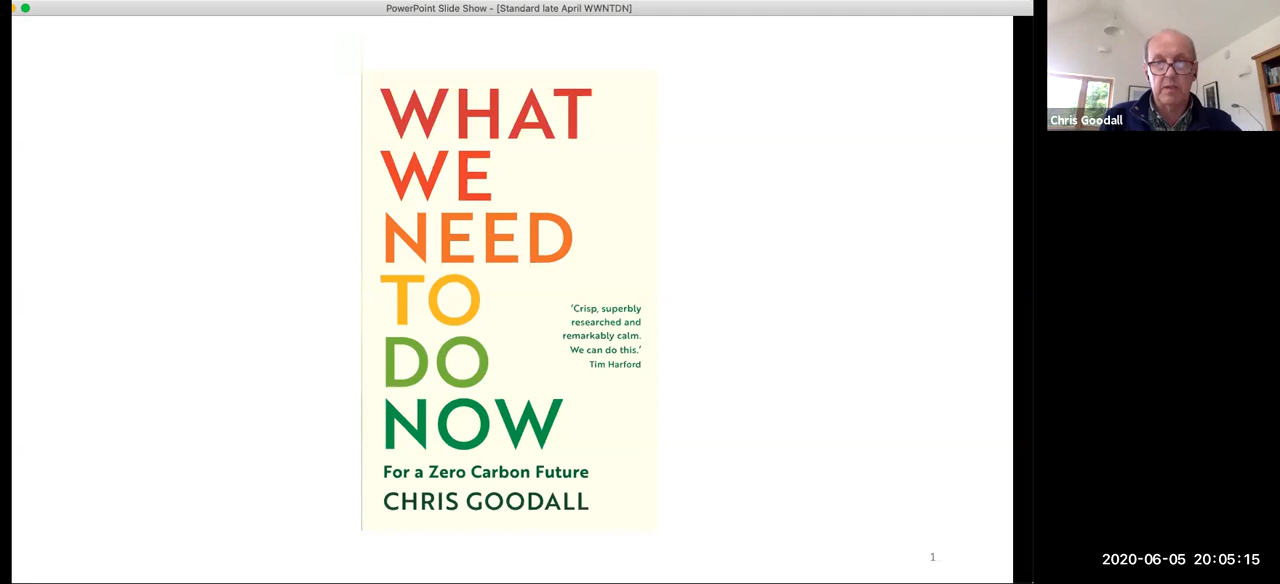 PowerPoint Slide Show - [Standard late April WWNTDN]
WHAT
WE
NEED
TO
DO
NOW
'Crisp, superbly
researched and
remarkably calm.
We can do this.'
Tim Harford
For a Zero Carbon Future
CHRIS GOODALL
1
Chris Goodall
2020-06-05 20:05:15